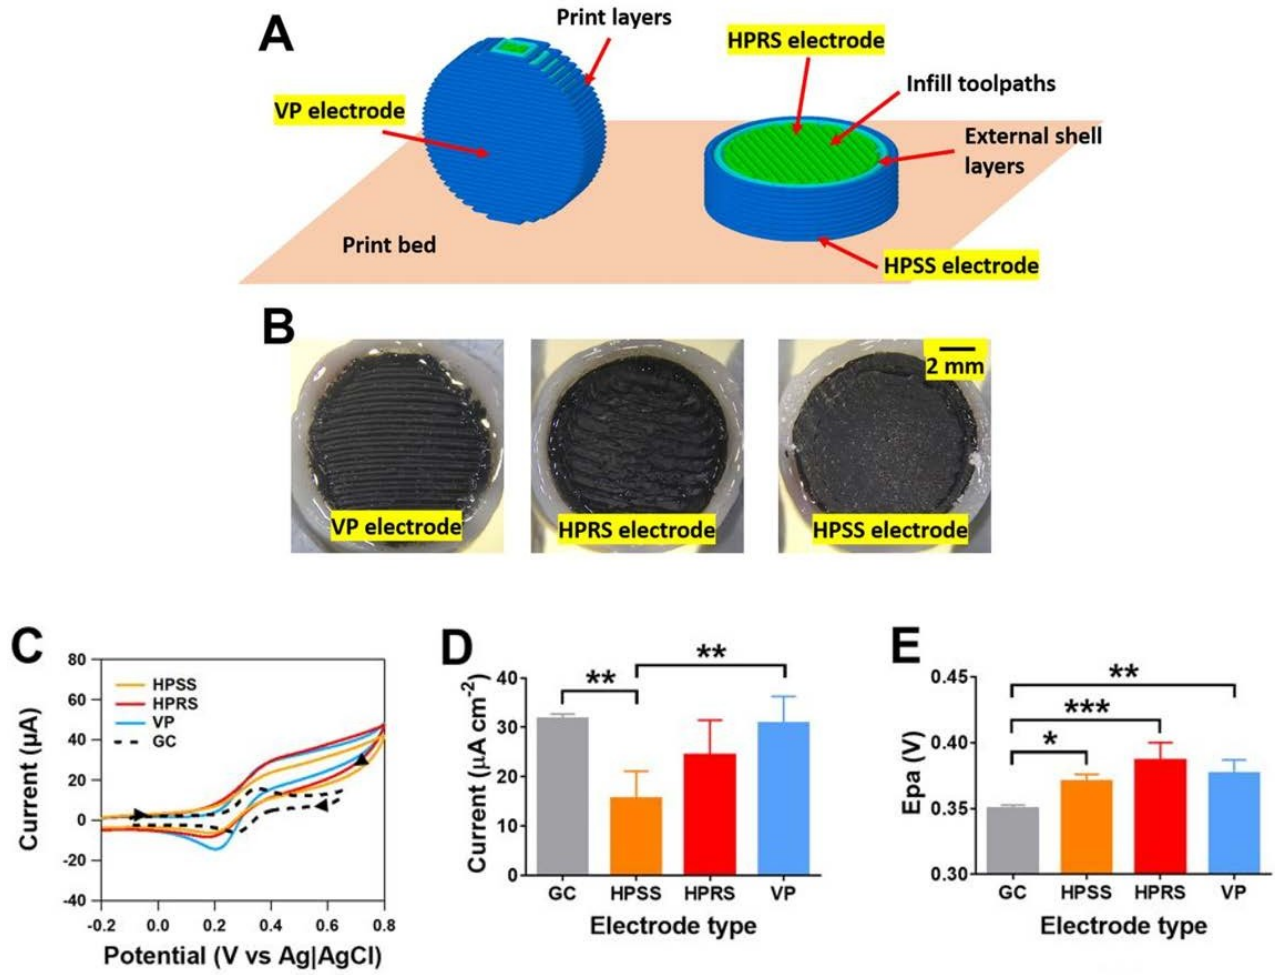 A
Print layers
HPRS electrode
VP electrode
Infill toolpaths
External shell
layers
Print bed
HPSS electrode
B
2 mm
VP electrode
HPRS electrode
HPSS electrode
C
Current (µA)
80
60
40
20
0
-20
-40
HPSS
HPRS
VP
GC
-0.2
0.0
0.2
0.4
0.6
0.8
Potential (V vs Ag|AgCl)
D
Current (µA cm⁻²)
40
30
20
10
0
**
**
GC
HPSS
HPRS
VP
Electrode type
E
Epa (V)
0.45
0.40
0.35
0.30
**
***
*
GC
HPSS
HPRS
VP
Electrode type